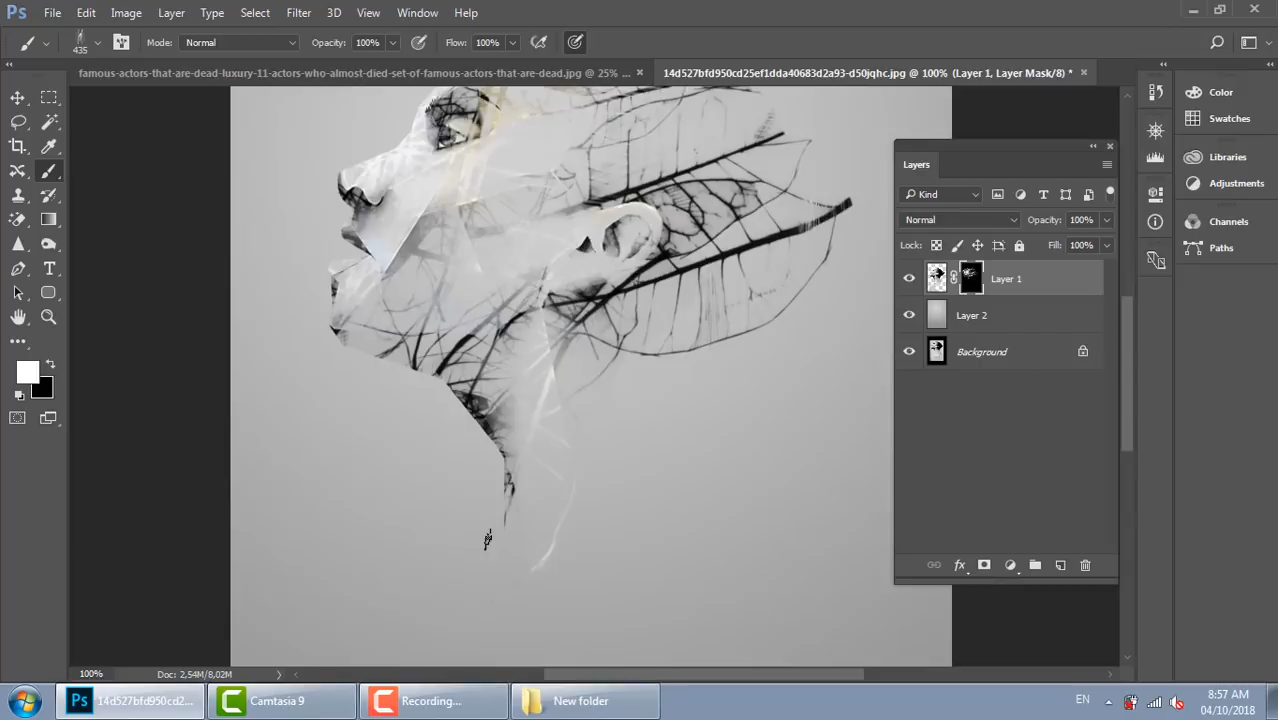 Ps File Edit Image Layer Type Select Filter 3D View Window Help
435 Mode: Normal Opacity: 100% Flow: 100%
famous-actors-that-are-dead-luxury-11-actors-who-almost-died-set-of-famous-actors-that-are-dead.jpg @ 25% ... × 14d527bfd950cd25ef1dda40683d2a93-d50jqhc.jpg @ 100% (Layer 1, Layer Mask/8) * ×
Color
Swatches
Libraries
Adjustments
Channels
Paths
Layers
Kind
Normal Opacity: 100%
Lock: Fill: 100%
Layer 1
Layer 2
Background
fx
100% Doc: 2,54M/8,02M
Ps 14d527bfd950cd2... Camtasia 9 Recording... New folder EN 8:57 AM
04/10/2018